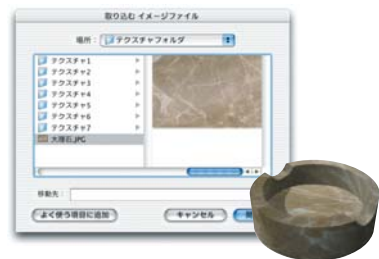 取り込む イメージファイル
場所： テクスチャフォルダ
テクスチャ1
テクスチャ2
テクスチャ3
テクスチャ4
テクスチャ5
テクスチャ6
テクスチャ7
大理石.JPG
移動先：
よく使う項目に追加 キャンセル 開